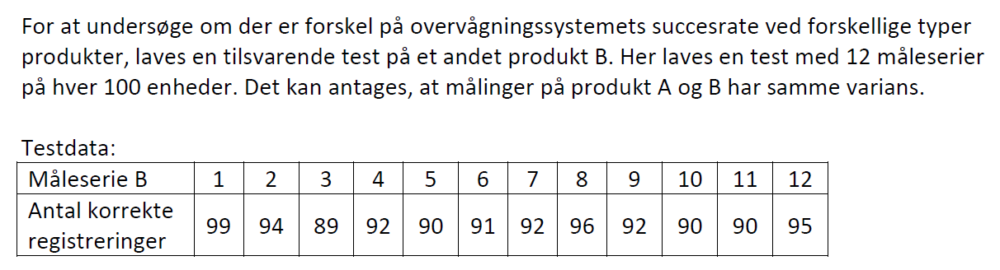 For at undersøge om der er forskel på overvågningssystemets succesrate ved forskellige typer
produkter, laves en tilsvarende test på et andet produkt B. Her laves en test med 12 måleserier
på hver 100 enheder. Det kan antages, at målinger på produkt A og B har samme varians.
Testdata:
Måleserie B 1 2 3 4 5 6 7 8 9 10 11 12
Antal korrekte
registreringer 99 94 89 92 90 91 92 96 92 90 90 95